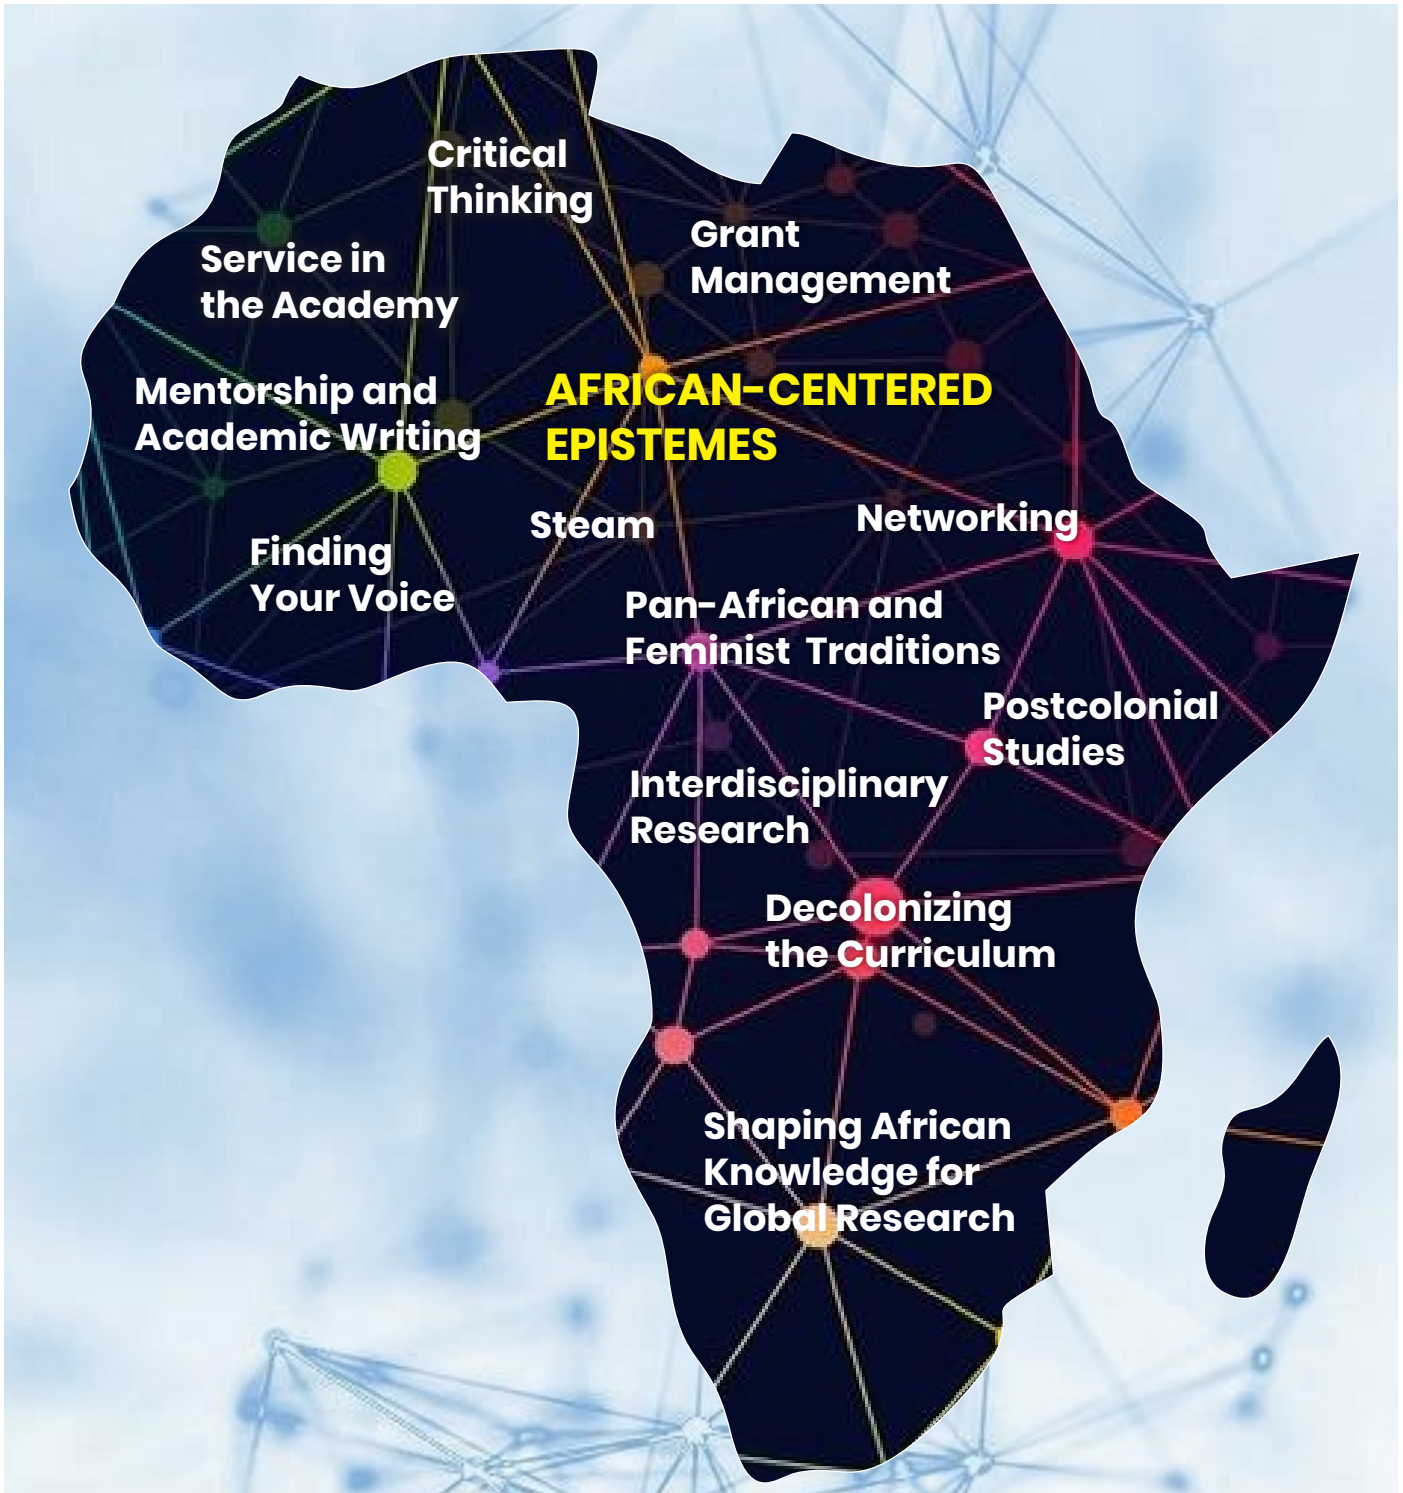 Critical
Thinking
Grant
Management
Service in
the Academy
Mentorship and
Academic Writing
AFRICAN-CENTERED
EPISTEMES
Steam
Networking
Finding
Your Voice
Pan-African and
Feminist Traditions
Postcolonial
Studies
Interdisciplinary
Research
Decolonizing
the Curriculum
Shaping African
Knowledge for
Global Research